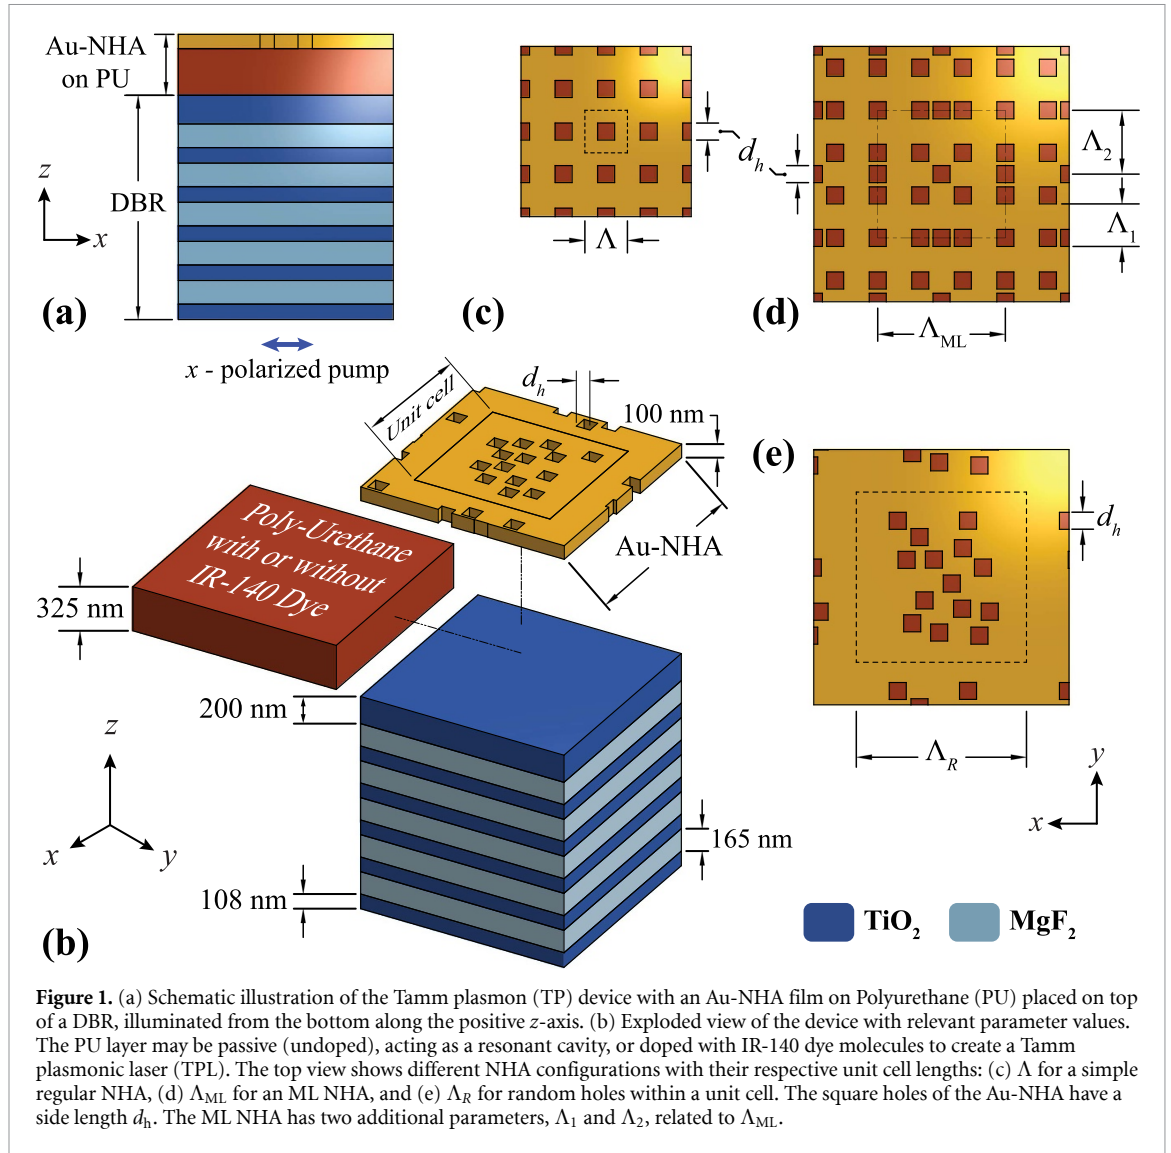 Au-NHA
on PU
DBR
z
x
(a)
x - polarized pump
Λ
d_h
(c)
Λ₂
Λ₁
Λ_ML
(d)
Unit cell
d_h
100 nm
Au-NHA
Poly-Urethane
with or without
IR-140 Dye
325 nm
200 nm
165 nm
108 nm
z
x
y
(b)
(e)
d_h
Λ_R
y
x
TiO₂
MgF₂
Figure 1. (a) Schematic illustration of the Tamm plasmon (TP) device with an Au-NHA film on Polyurethane (PU) placed on top
of a DBR, illuminated from the bottom along the positive z-axis. (b) Exploded view of the device with relevant parameter values.
The PU layer may be passive (undoped), acting as a resonant cavity, or doped with IR-140 dye molecules to create a Tamm
plasmonic laser (TPL). The top view shows different NHA configurations with their respective unit cell lengths: (c) Λ for a simple
regular NHA, (d) Λ_ML for an ML NHA, and (e) Λ_R for random holes within a unit cell. The square holes of the Au-NHA have a
side length d_h. The ML NHA has two additional parameters, Λ₁ and Λ₂, related to Λ_ML.